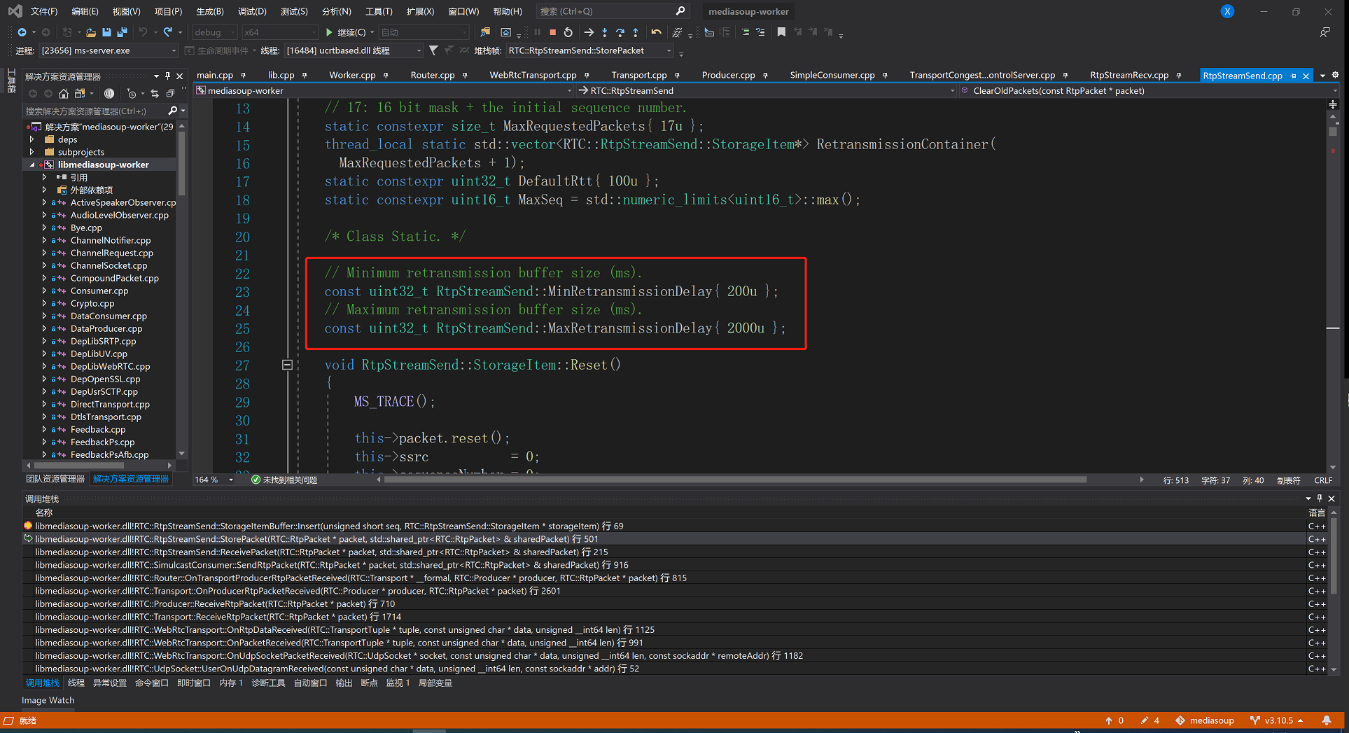 文件(F) 编辑(E) 视图(V) 项目(P) 生成(B) 调试(D) 测试(S) 分析(N) 工具(T) 扩展(X) 窗口(W) 帮助(H) 搜索 (Ctrl+Q) mediasoup-worker X
debug x64 继续(C) 自动
进程: [23656] ms-server.exe 生命周期事件 线程: [16484] ucrtbased.dll 线程 堆栈帧: RTC::RtpStreamSend::StorePacket
工具箱
解决方案资源管理器
搜索解决方案资源管理器(Ctrl+;)
解决方案"mediasoup-worker"(29
deps
subprojects
libmediasoup-worker
引用
外部依赖项
ActiveSpeakerObserver.cp
AudioLevelObserver.cpp
Bye.cpp
ChannelNotifier.cpp
ChannelRequest.cpp
ChannelSocket.cpp
CompoundPacket.cpp
Consumer.cpp
Crypto.cpp
DataConsumer.cpp
DataProducer.cpp
DepLibSRTP.cpp
DepLibUV.cpp
DepLibWebRTC.cpp
DepOpenSSL.cpp
DepUsrSCTP.cpp
DirectTransport.cpp
DtlsTransport.cpp
Feedback.cpp
FeedbackPs.cpp
FeedbackPsAfb.cpp
团队资源管理器 解决方案资源管理器
main.cpp lib.cpp Worker.cpp Router.cpp WebRtcTransport.cpp Transport.cpp Producer.cpp SimpleConsumer.cpp TransportCongest...ontrolServer.cpp RtpStreamRecv.cpp RtpStreamSend.cpp
mediasoup-worker RTC::RtpStreamSend ClearOldPackets(const RtpPacket * packet)
13 // 17: 16 bit mask + the initial sequence number.
14 static constexpr size_t MaxRequestedPackets{ 17u };
15 thread_local static std::vector<RTC::RtpStreamSend::StorageItem*> RetransmissionContainer(
16 MaxRequestedPackets + 1);
17 static constexpr uint32_t DefaultRtt{ 100u };
18 static constexpr uint16_t MaxSeq = std::numeric_limits<uint16_t>::max();
19
20 /* Class Static. */
21
22 // Minimum retransmission buffer size (ms).
23 const uint32_t RtpStreamSend::MinRetransmissionDelay{ 200u };
24 // Maximum retransmission buffer size (ms).
25 const uint32_t RtpStreamSend::MaxRetransmissionDelay{ 2000u };
26
27 void RtpStreamSend::StorageItem::Reset()
28 {
29 MS_TRACE();
30
31 this->packet.reset();
32 this->ssrc = 0;
this->sequenceNumber = 0;
164 % 未找到相关问题 行: 513 字符: 37 列: 40 制表符 CRLF
调用堆栈
名称 语言
libmediasoup-worker.dll!RTC::RtpStreamSend::StorageItemBuffer::Insert(unsigned short seq, RTC::RtpStreamSend::StorageItem * storageItem) 行 69 C++
libmediasoup-worker.dll!RTC::RtpStreamSend::StorePacket(RTC::RtpPacket * packet, std::shared_ptr<RTC::RtpPacket> & sharedPacket) 行 501 C++
libmediasoup-worker.dll!RTC::RtpStreamSend::ReceivePacket(RTC::RtpPacket * packet, std::shared_ptr<RTC::RtpPacket> & sharedPacket) 行 215 C++
libmediasoup-worker.dll!RTC::SimulcastConsumer::SendRtpPacket(RTC::RtpPacket * packet, std::shared_ptr<RTC::RtpPacket> & sharedPacket) 行 916 C++
libmediasoup-worker.dll!RTC::Router::OnTransportProducerRtpPacketReceived(RTC::Transport * __formal, RTC::Producer * producer, RTC::RtpPacket * packet) 行 815 C++
libmediasoup-worker.dll!RTC::Transport::OnProducerRtpPacketReceived(RTC::Producer * producer, RTC::RtpPacket * packet) 行 2601 C++
libmediasoup-worker.dll!RTC::Producer::ReceiveRtpPacket(RTC::RtpPacket * packet) 行 710 C++
libmediasoup-worker.dll!RTC::Transport::ReceiveRtpPacket(RTC::RtpPacket * packet) 行 1714 C++
libmediasoup-worker.dll!RTC::WebRtcTransport::OnRtpDataReceived(RTC::TransportTuple * tuple, const unsigned char * data, unsigned __int64 len) 行 1125 C++
libmediasoup-worker.dll!RTC::WebRtcTransport::OnPacketReceived(RTC::TransportTuple * tuple, const unsigned char * data, unsigned __int64 len) 行 991 C++
libmediasoup-worker.dll!RTC::WebRtcTransport::OnUdpSocketPacketReceived(RTC::UdpSocket * socket, const unsigned char * data, unsigned __int64 len, const sockaddr * remoteAddr) 行 1182 C++
libmediasoup-worker.dll!RTC::UdpSocket::UserOnUdpDatagramReceived(const unsigned char * data, unsigned __int64 len, const sockaddr * addr) 行 52 C++
调用堆栈 线程 异常设置 命令窗口 即时窗口 内存 1 诊断工具 自动窗口 输出 断点 监视 1 局部变量
Image Watch
就绪 0 4 mediasoup v3.10.5